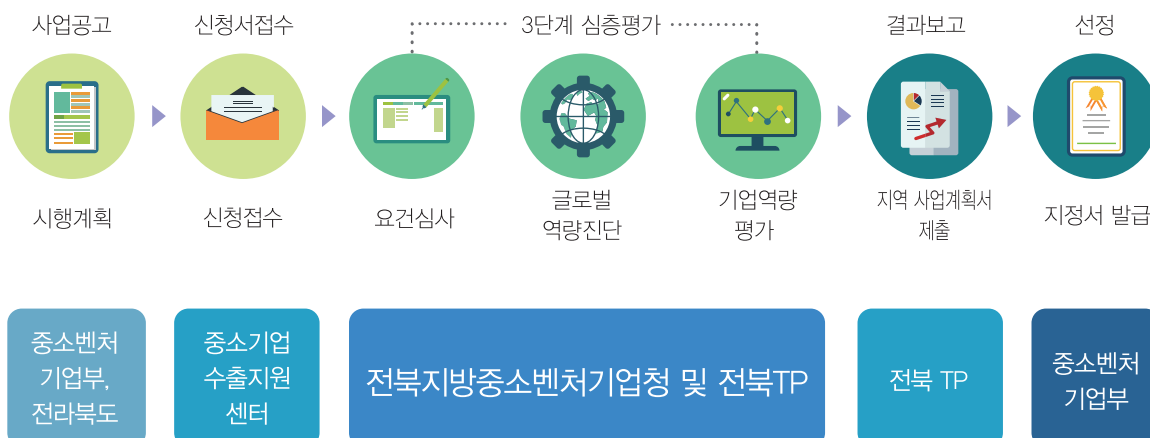 사업공고
신청서접수
3단계 심층평가
결과보고
선정
시행계획
신청접수
요건심사
글로벌
역량진단
기업역량
평가
지역 사업계획서
제출
지정서 발급
중소벤처
기업부,
전라북도
중소기업
수출지원
센터
전북지방중소벤처기업청 및 전북TP
전북 TP
중소벤처
기업부